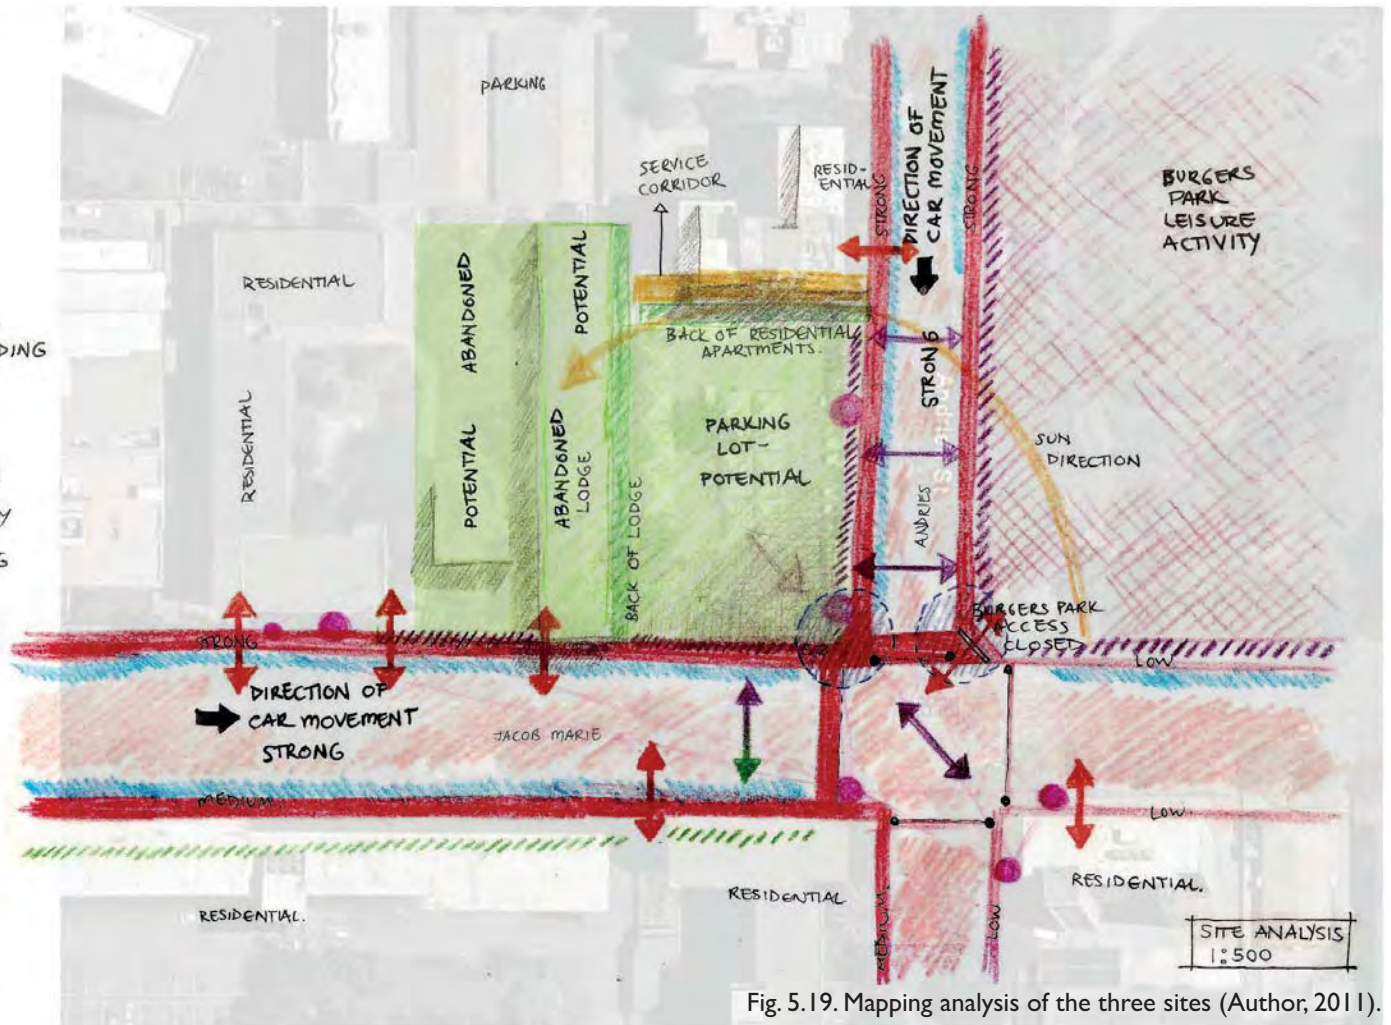 PARKING
SERVICE
CORRIDOR
RESID-
ENTIAL
STRONG
DIRECTION OF
CAR MOVEMENT
STRONG
BURGERS
PARK
LEISURE
ACTIVITY
RESIDENTIAL
ABANDONED
POTENTIAL
POTENTIAL
ABANDONED
LODGE
BACK OF LODGE
BACK OF RESIDENTIAL
APARTMENTS.
PARKING
LOT-
POTENTIAL
STRONG
ANDRIES
SUN
DIRECTION
DING
RESIDENTIAL
Y
G
BURGERS PARK
ACCESS
CLOSED
STRONG
LOW
DIRECTION OF
CAR MOVEMENT
STRONG
JACOB MARIE
MEDIUM
LOW.
RESIDENTIAL.
RESIDENTIAL
RESIDENTIAL.
MEDIUM
LOW
SITE ANALYSIS
1:500
Fig. 5.19. Mapping analysis of the three sites (Author, 2011).